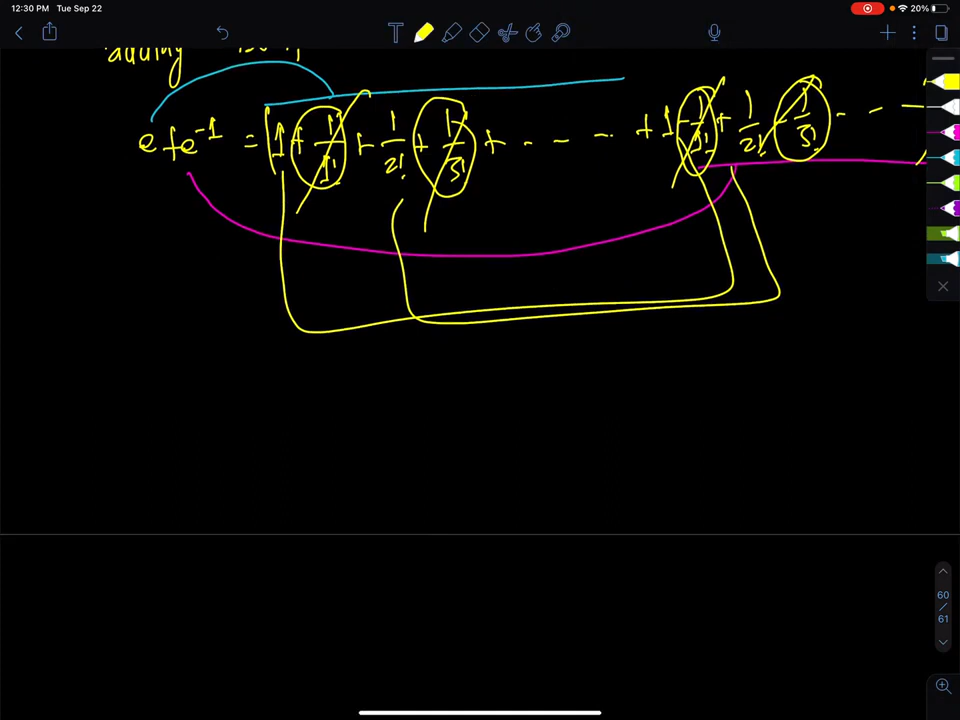 12:30 PM Tue Sep 22
20%
adding
e + e⁻¹ = (1 + 1/1! + 1/2! + 1/3! + - - - + 1 - 1/1! + 1/2! - 1/3! - - -)
60
/
61